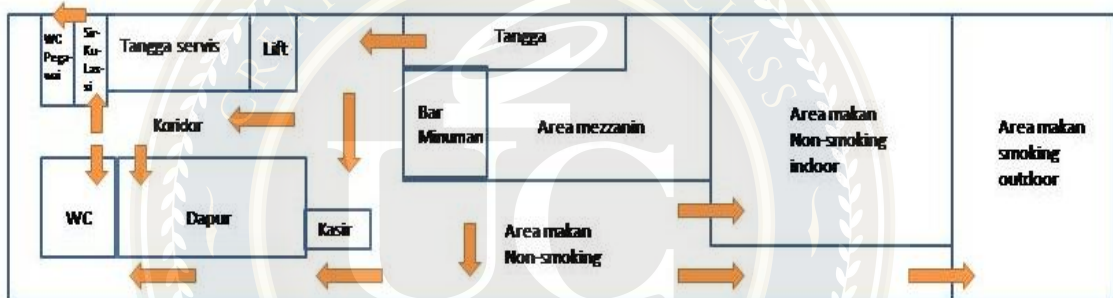 WC
Pega-
wai
Sir-
Ku-
Las-
si
Tangga servis
Lift
Tangga
Bar
Minuman
Area mezzanin
Area makan
Non-smoking
indoor
Area makan
smoking
outdoor
Koridor
WC
Dapur
Kasir
Area makan
Non-smoking
UC